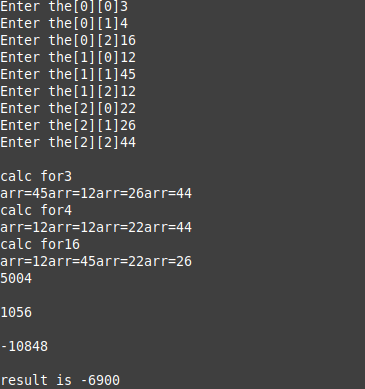 Enter the[0][0]3
Enter the[0][1]4
Enter the[0][2]16
Enter the[1][0]12
Enter the[1][1]45
Enter the[1][2]12
Enter the[2][0]22
Enter the[2][1]26
Enter the[2][2]44
calc for3
arr=45arr=12arr=26arr=44
calc for4
arr=12arr=12arr=22arr=44
calc for16
arr=12arr=45arr=22arr=26
5004
1056
-10848
result is -6900